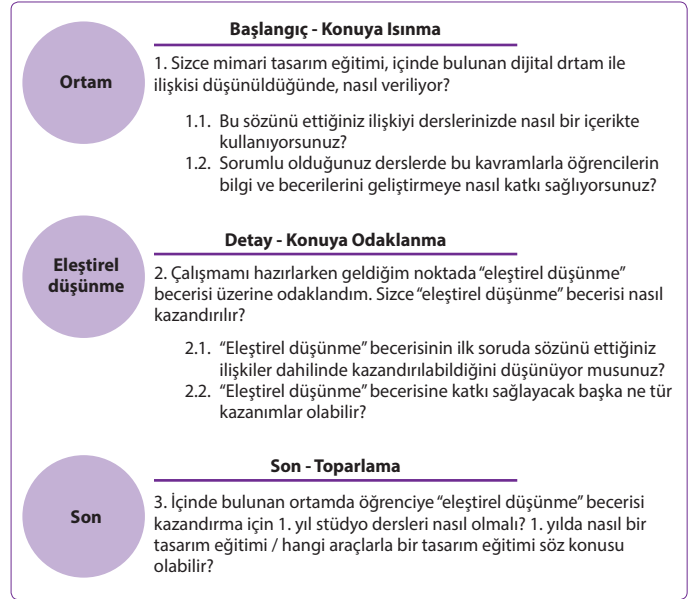 Başlangıç - Konuya Isınma
Ortam
1. Sizce mimari tasarım eğitimi, içinde bulunan dijital drtam ile
ilişkisi düşünüldüğünde, nasıl veriliyor?
1.1. Bu sözünü ettiğiniz ilişkiyi derslerinizde nasıl bir içerikte
kullanıyorsunuz?
1.2. Sorumlu olduğunuz derslerde bu kavramlarla öğrencilerin
bilgi ve becerilerini geliştirmeye nasıl katkı sağlıyorsunuz?
Detay - Konuya Odaklanma
Eleştirel
düşünme
2. Çalışmamı hazırlarken geldiğim noktada “eleştirel düşünme”
becerisi üzerine odaklandım. Sizce “eleştirel düşünme” becerisi nasıl
kazandırılır?
2.1. “Eleştirel düşünme” becerisinin ilk soruda sözünü ettiğiniz
ilişkiler dahilinde kazandırılabildiğini düşünüyor musunuz?
2.2. “Eleştirel düşünme” becerisine katkı sağlayacak başka ne tür
kazanımlar olabilir?
Son - Toparlama
Son
3. İçinde bulunan ortamda öğrenciye “eleştirel düşünme” becerisi
kazandırma için 1. yıl stüdyo dersleri nasıl olmalı? 1. yılda nasıl bir
tasarım eğitimi / hangi araçlarla bir tasarım eğitimi söz konusu
olabilir?